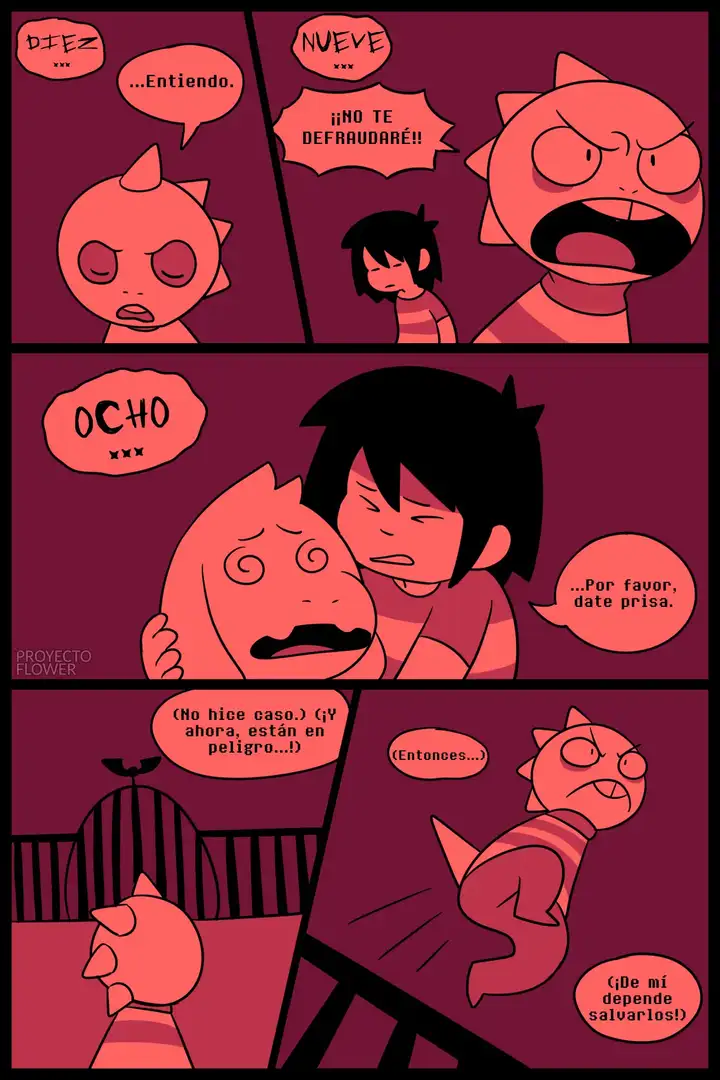 DIEZ
...Entiendo.
NUEVE
¡¡NO TE
DEFRAUDARÉ!!
OCHO
...Por favor,
date prisa.
PROYECTO
FLOWER
(No hice caso.) (¡Y
ahora, están en
peligro...!)
(Entonces...)
(¡De mí
depende
salvarlos!)